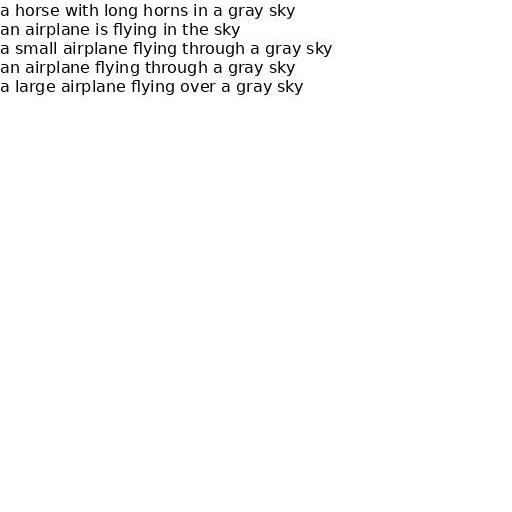 a horse with long horns in a gray sky
an airplane is flying in the sky
a small airplane flying through a gray sky
an airplane flying through a gray sky
a large airplane flying over a gray sky